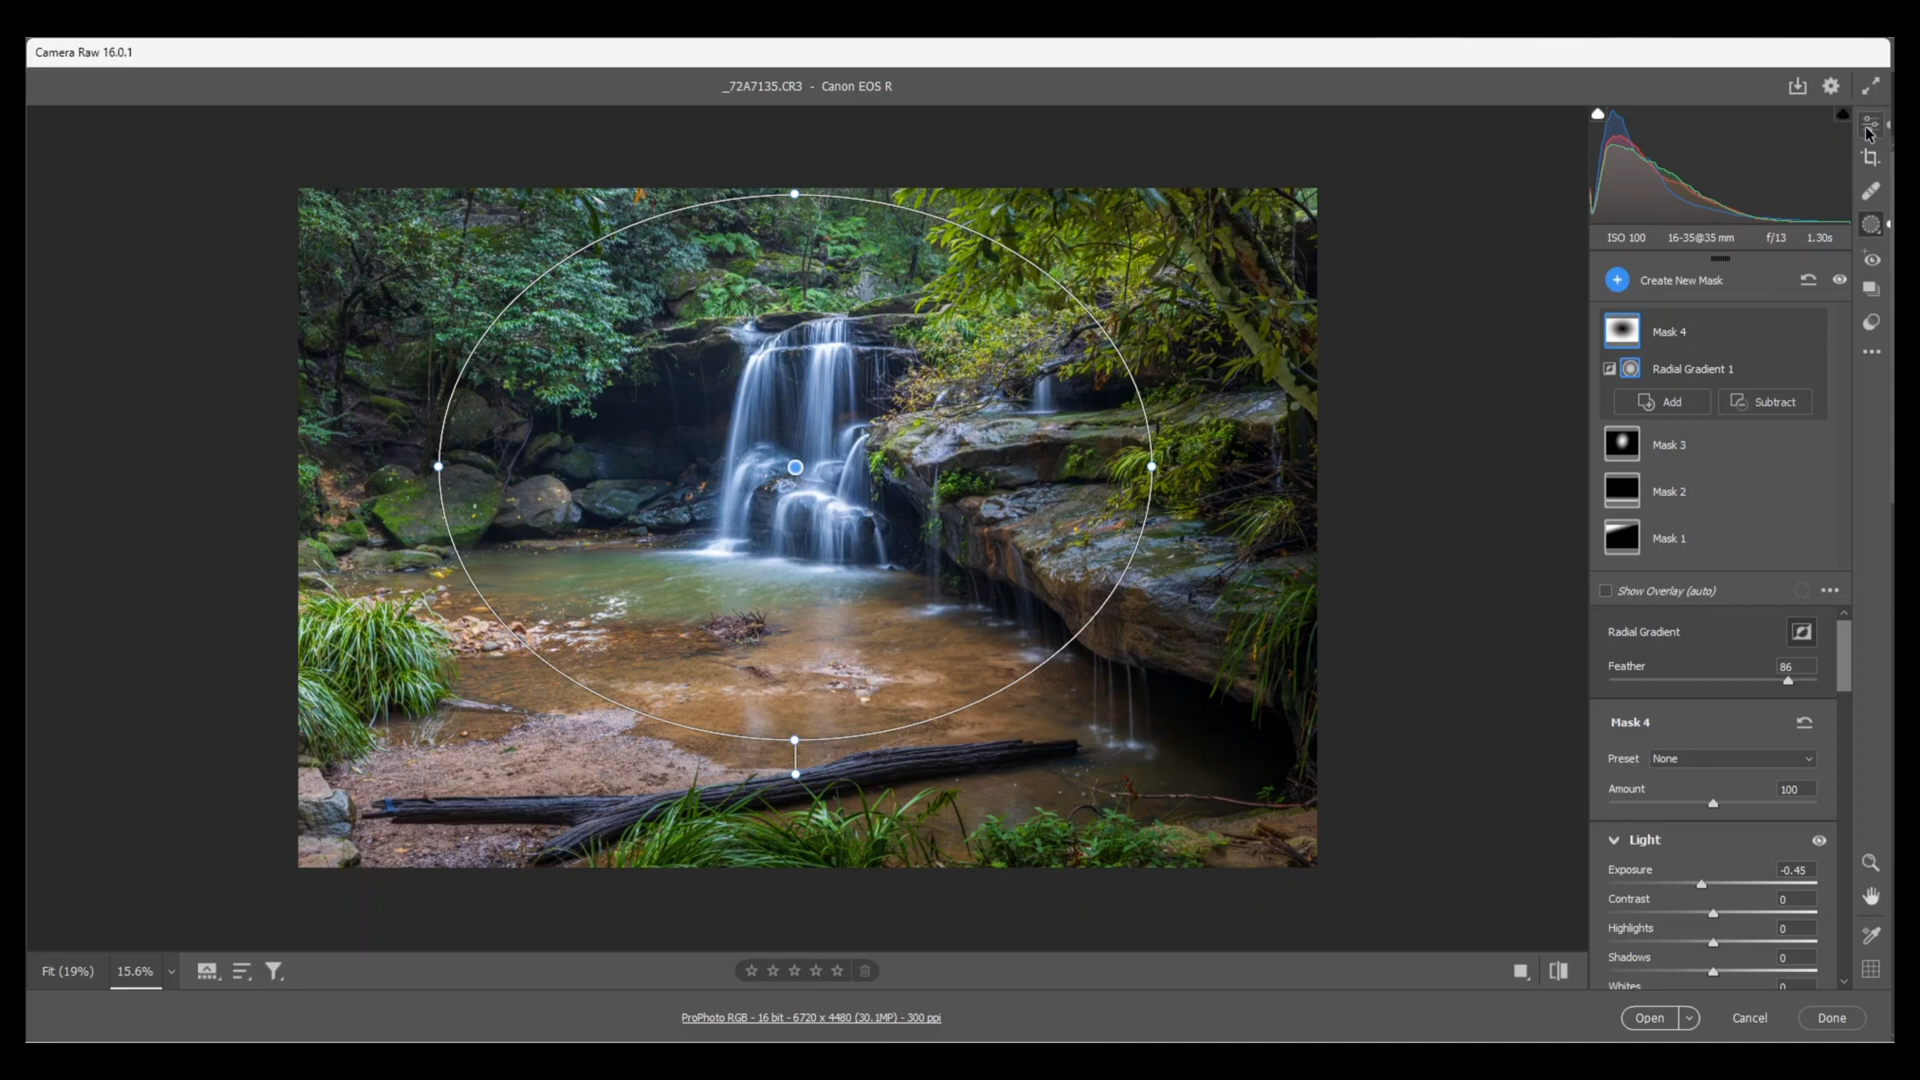 Camera Raw 16.0.1
_72A7135.CR3 - Canon EOS R
ISO 100 16-35@35 mm f/13 1.30s
Create New Mask
Mask 4
Radial Gradient 1
Add Subtract
Mask 3
Mask 2
Mask 1
Show Overlay (auto)
Radial Gradient
Feather 86
Mask 4
Preset None
Amount 100
Light
Exposure -0.45
Contrast 0
Highlights 0
Shadows 0
Whites 0
Fit (19%) 15.6%
ProPhoto RGB - 16 bit - 6720 x 4480 (30.1MP) - 300 ppi
Open Cancel Done